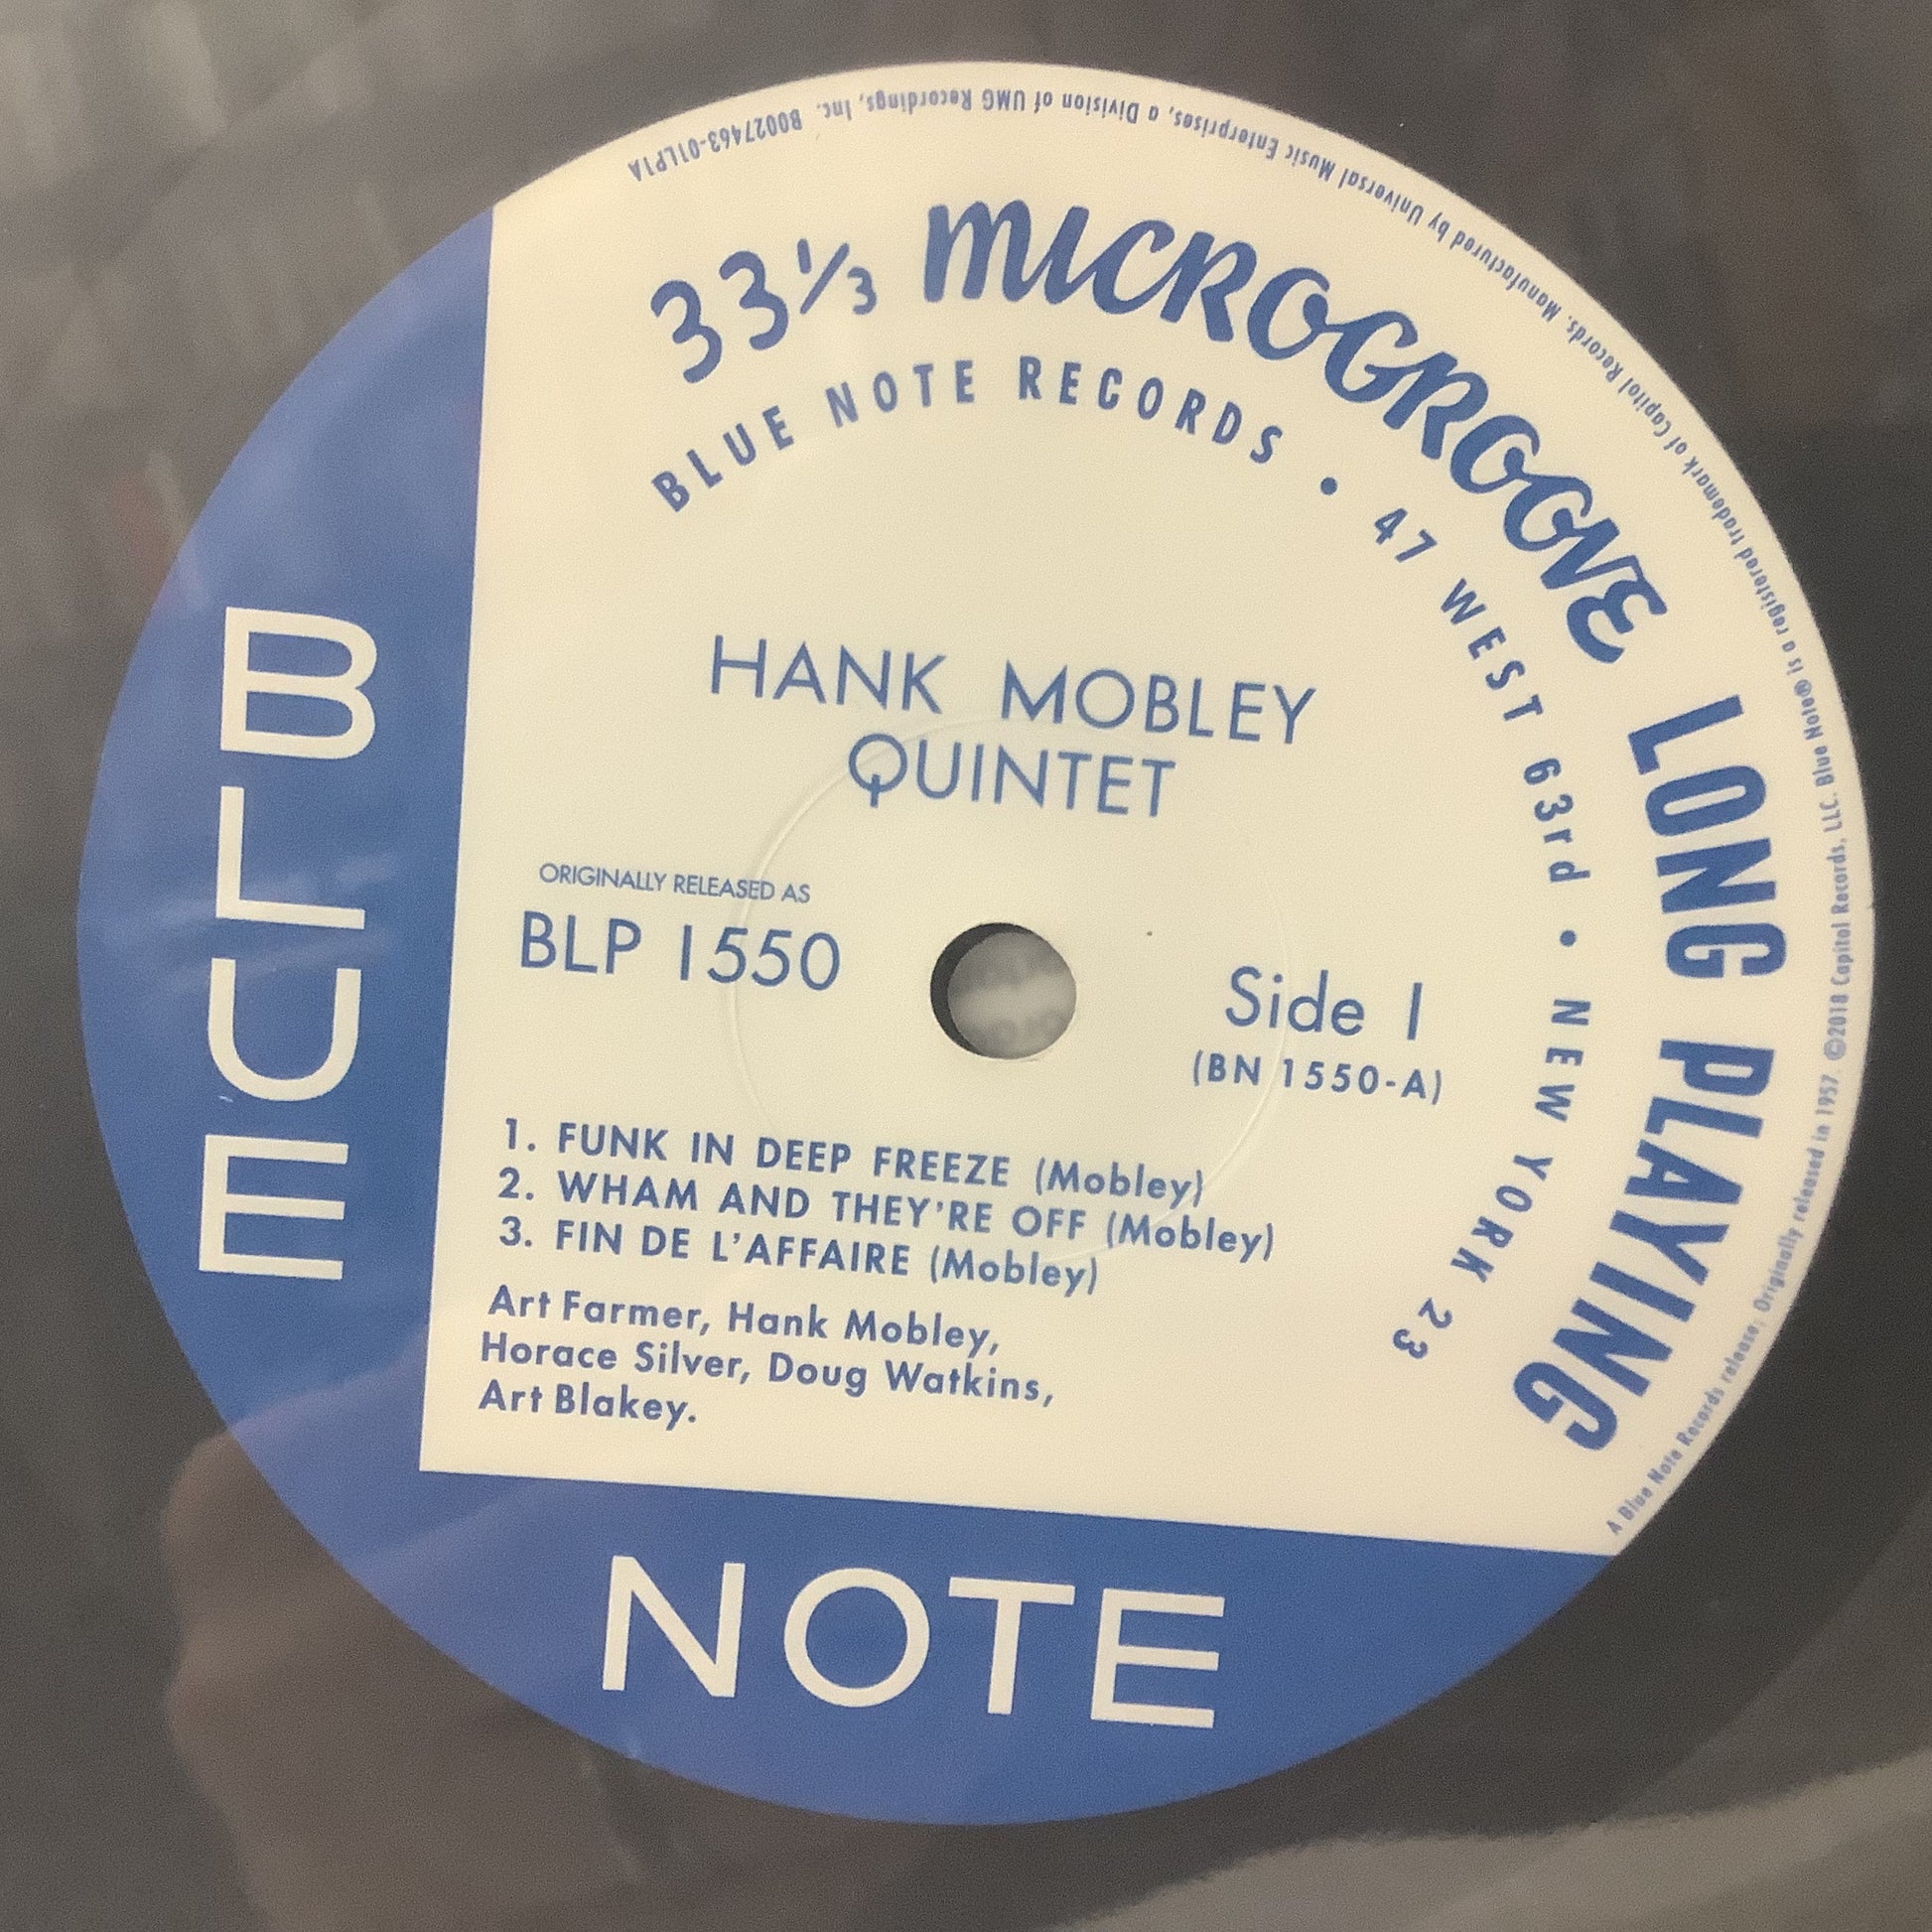 33⅓ MICROGROOVE LONG PLAYING
BLUE NOTE RECORDS • 47 WEST 63rd • NEW YORK 23
HANK MOBLEY
QUINTET
ORIGINALLY RELEASED AS
BLP 1550
Side 1
(BN 1550-A)
1. FUNK IN DEEP FREEZE (Mobley)
2. WHAM AND THEY'RE OFF (Mobley)
3. FIN DE L'AFFAIRE (Mobley)
Art Farmer, Hank Mobley,
Horace Silver, Doug Watkins,
Art Blakey.
BLUE
NOTE
A Blue Note Records release; Originally released in 1957. ©2018 Capitol Records, LLC. Blue Note® is a registered trademark of Capitol Records. Manufactured by Universal Music Enterprises, a Division of UMG Recordings, Inc. B0027463-01LP1A